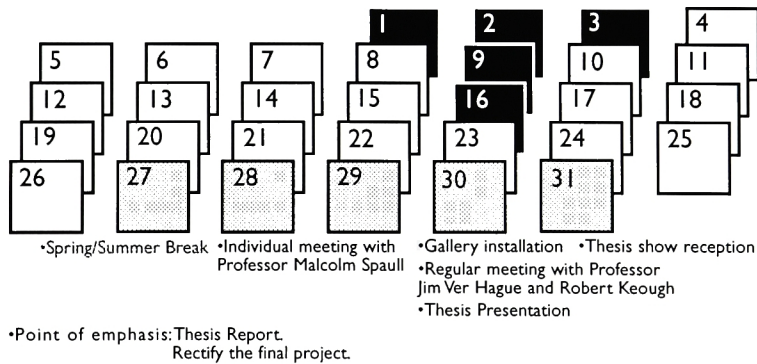 1 2 3 4
5 6 7 8 9 10 11
12 13 14 15 16 17 18
19 20 21 22 23 24 25
26 27 28 29 30 31
•Spring/Summer Break •Individual meeting with Professor Malcolm Spaull •Gallery installation •Thesis show reception
•Regular meeting with Professor
Jim Ver Hague and Robert Keough
•Thesis Presentation
•Point of emphasis: Thesis Report.
Rectify the final project.